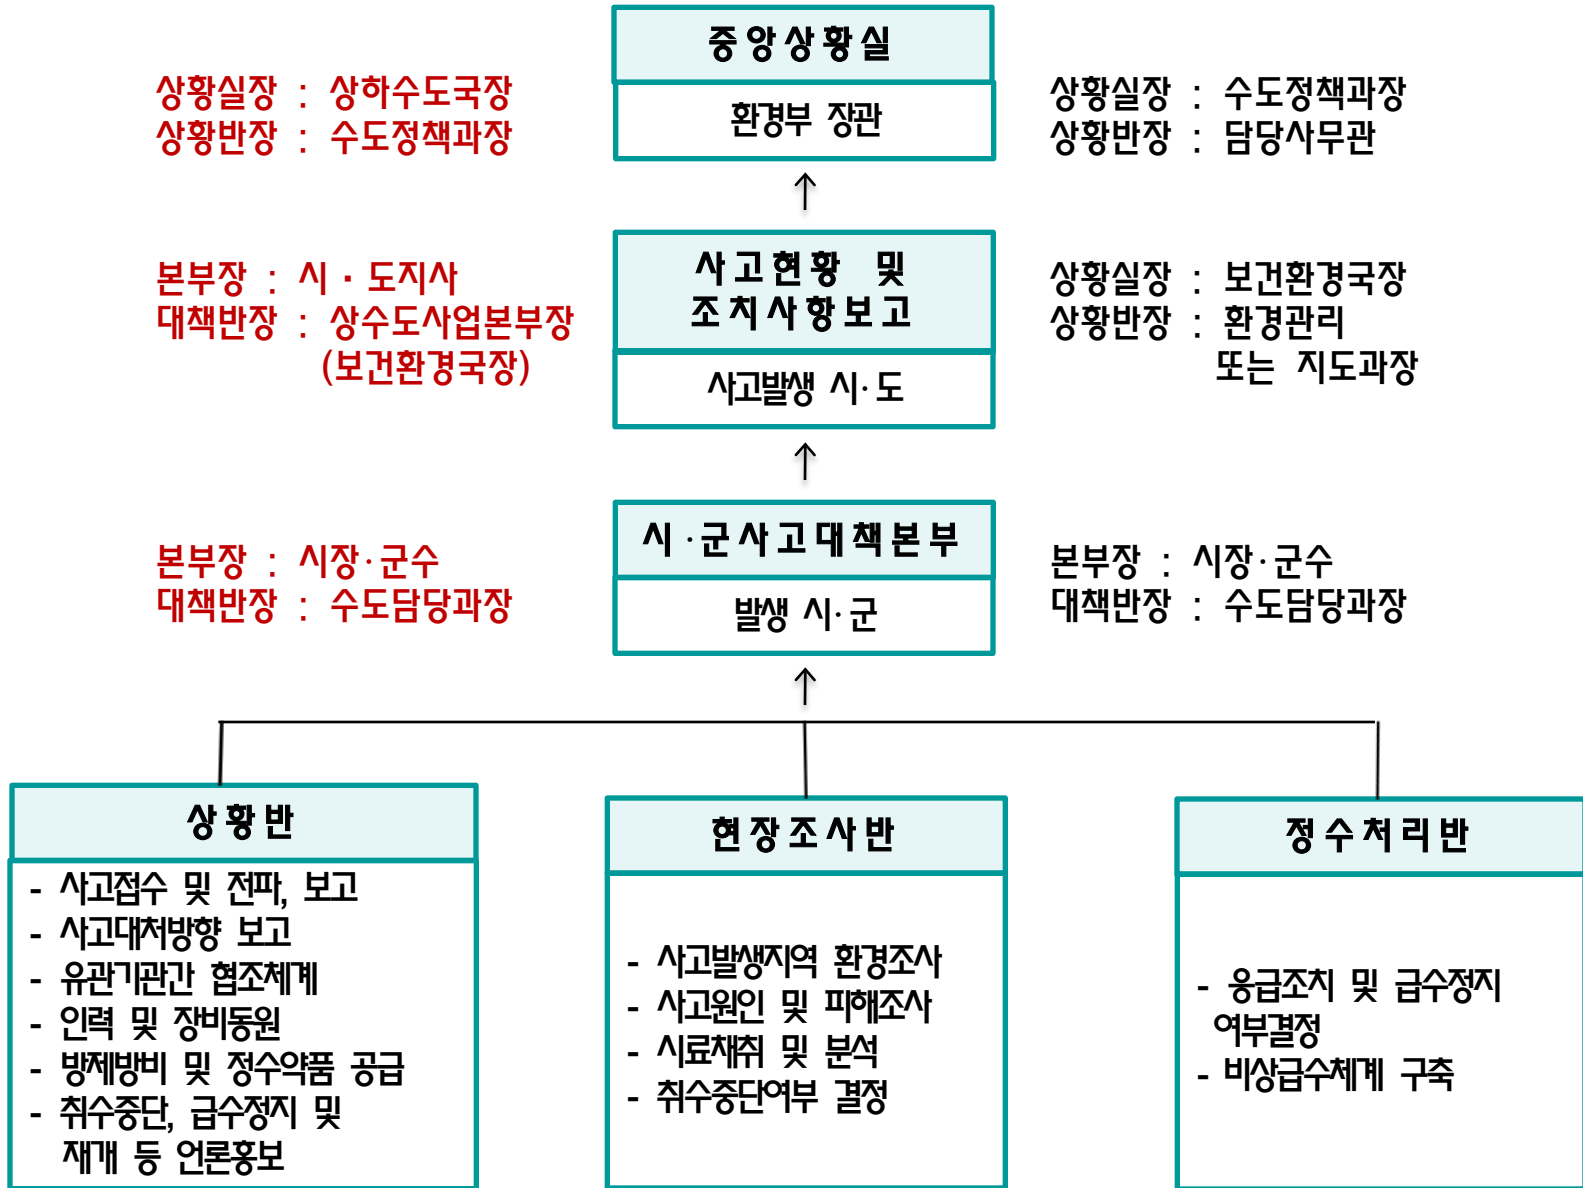 중앙상황실
환경부 장관
상황실장 : 상하수도국장
상황반장 : 수도정책과장
상황실장 : 수도정책과장
상황반장 : 담당사무관
사고현황 및
조치사항보고
사고발생 시·도
본부장 : 시·도지사
대책반장 : 상수도사업본부장
(보건환경국장)
상황실장 : 보건환경국장
상황반장 : 환경관리
또는 지도과장
시·군사고대책본부
발생 시·군
본부장 : 시장·군수
대책반장 : 수도담당과장
본부장 : 시장·군수
대책반장 : 수도담당과장
상황반
- 사고접수 및 전파, 보고
- 사고대처방향 보고
- 유관기관간 협조체계
- 인력 및 장비동원
- 방제방비 및 정수약품 공급
- 취수중단, 급수정지 및
재개 등 언론홍보
현장조사반
- 사고발생지역 환경조사
- 사고원인 및 피해조사
- 시료채취 및 분석
- 취수중단여부 결정
정수처리반
- 응급조치 및 급수정지
여부결정
- 비상급수체계 구축